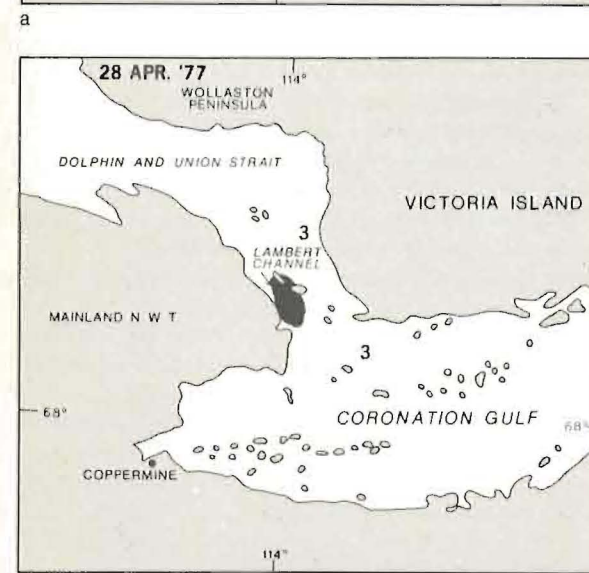 a
28 APR. '77
114°
WOLLASTON
PENINSULA
DOLPHIN AND UNION STRAIT
VICTORIA ISLAND
3
LAMBERT
CHANNEL
MAINLAND N W T
3
68°
CORONATION GULF
68°
COPPERMINE
114°